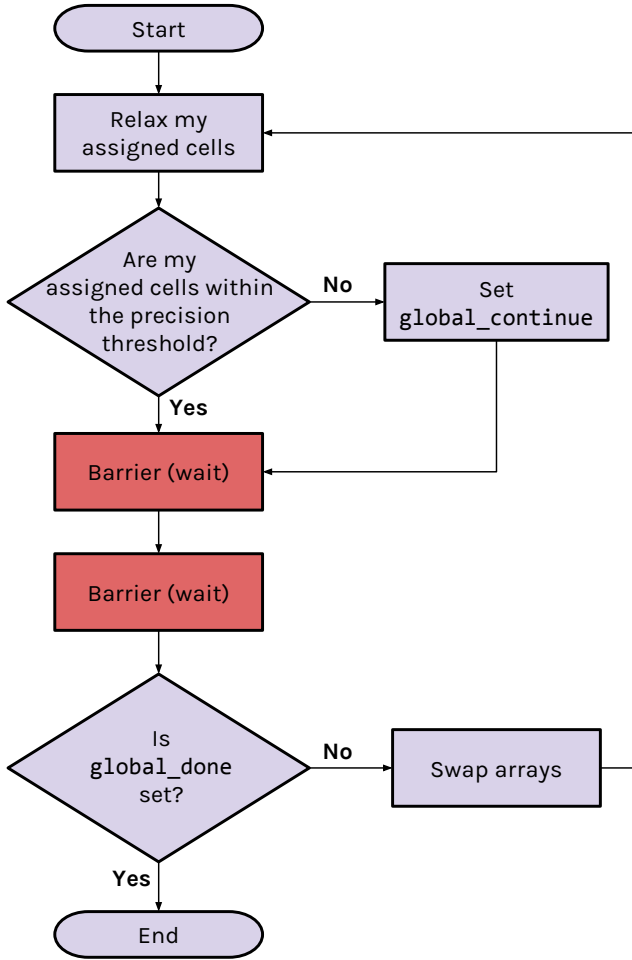 Start
Relax my
assigned cells
Are my
assigned cells within
the precision
threshold?
No
Set
global_continue
Yes
Barrier (wait)
Barrier (wait)
Is
global_done
set?
No
Swap arrays
Yes
End